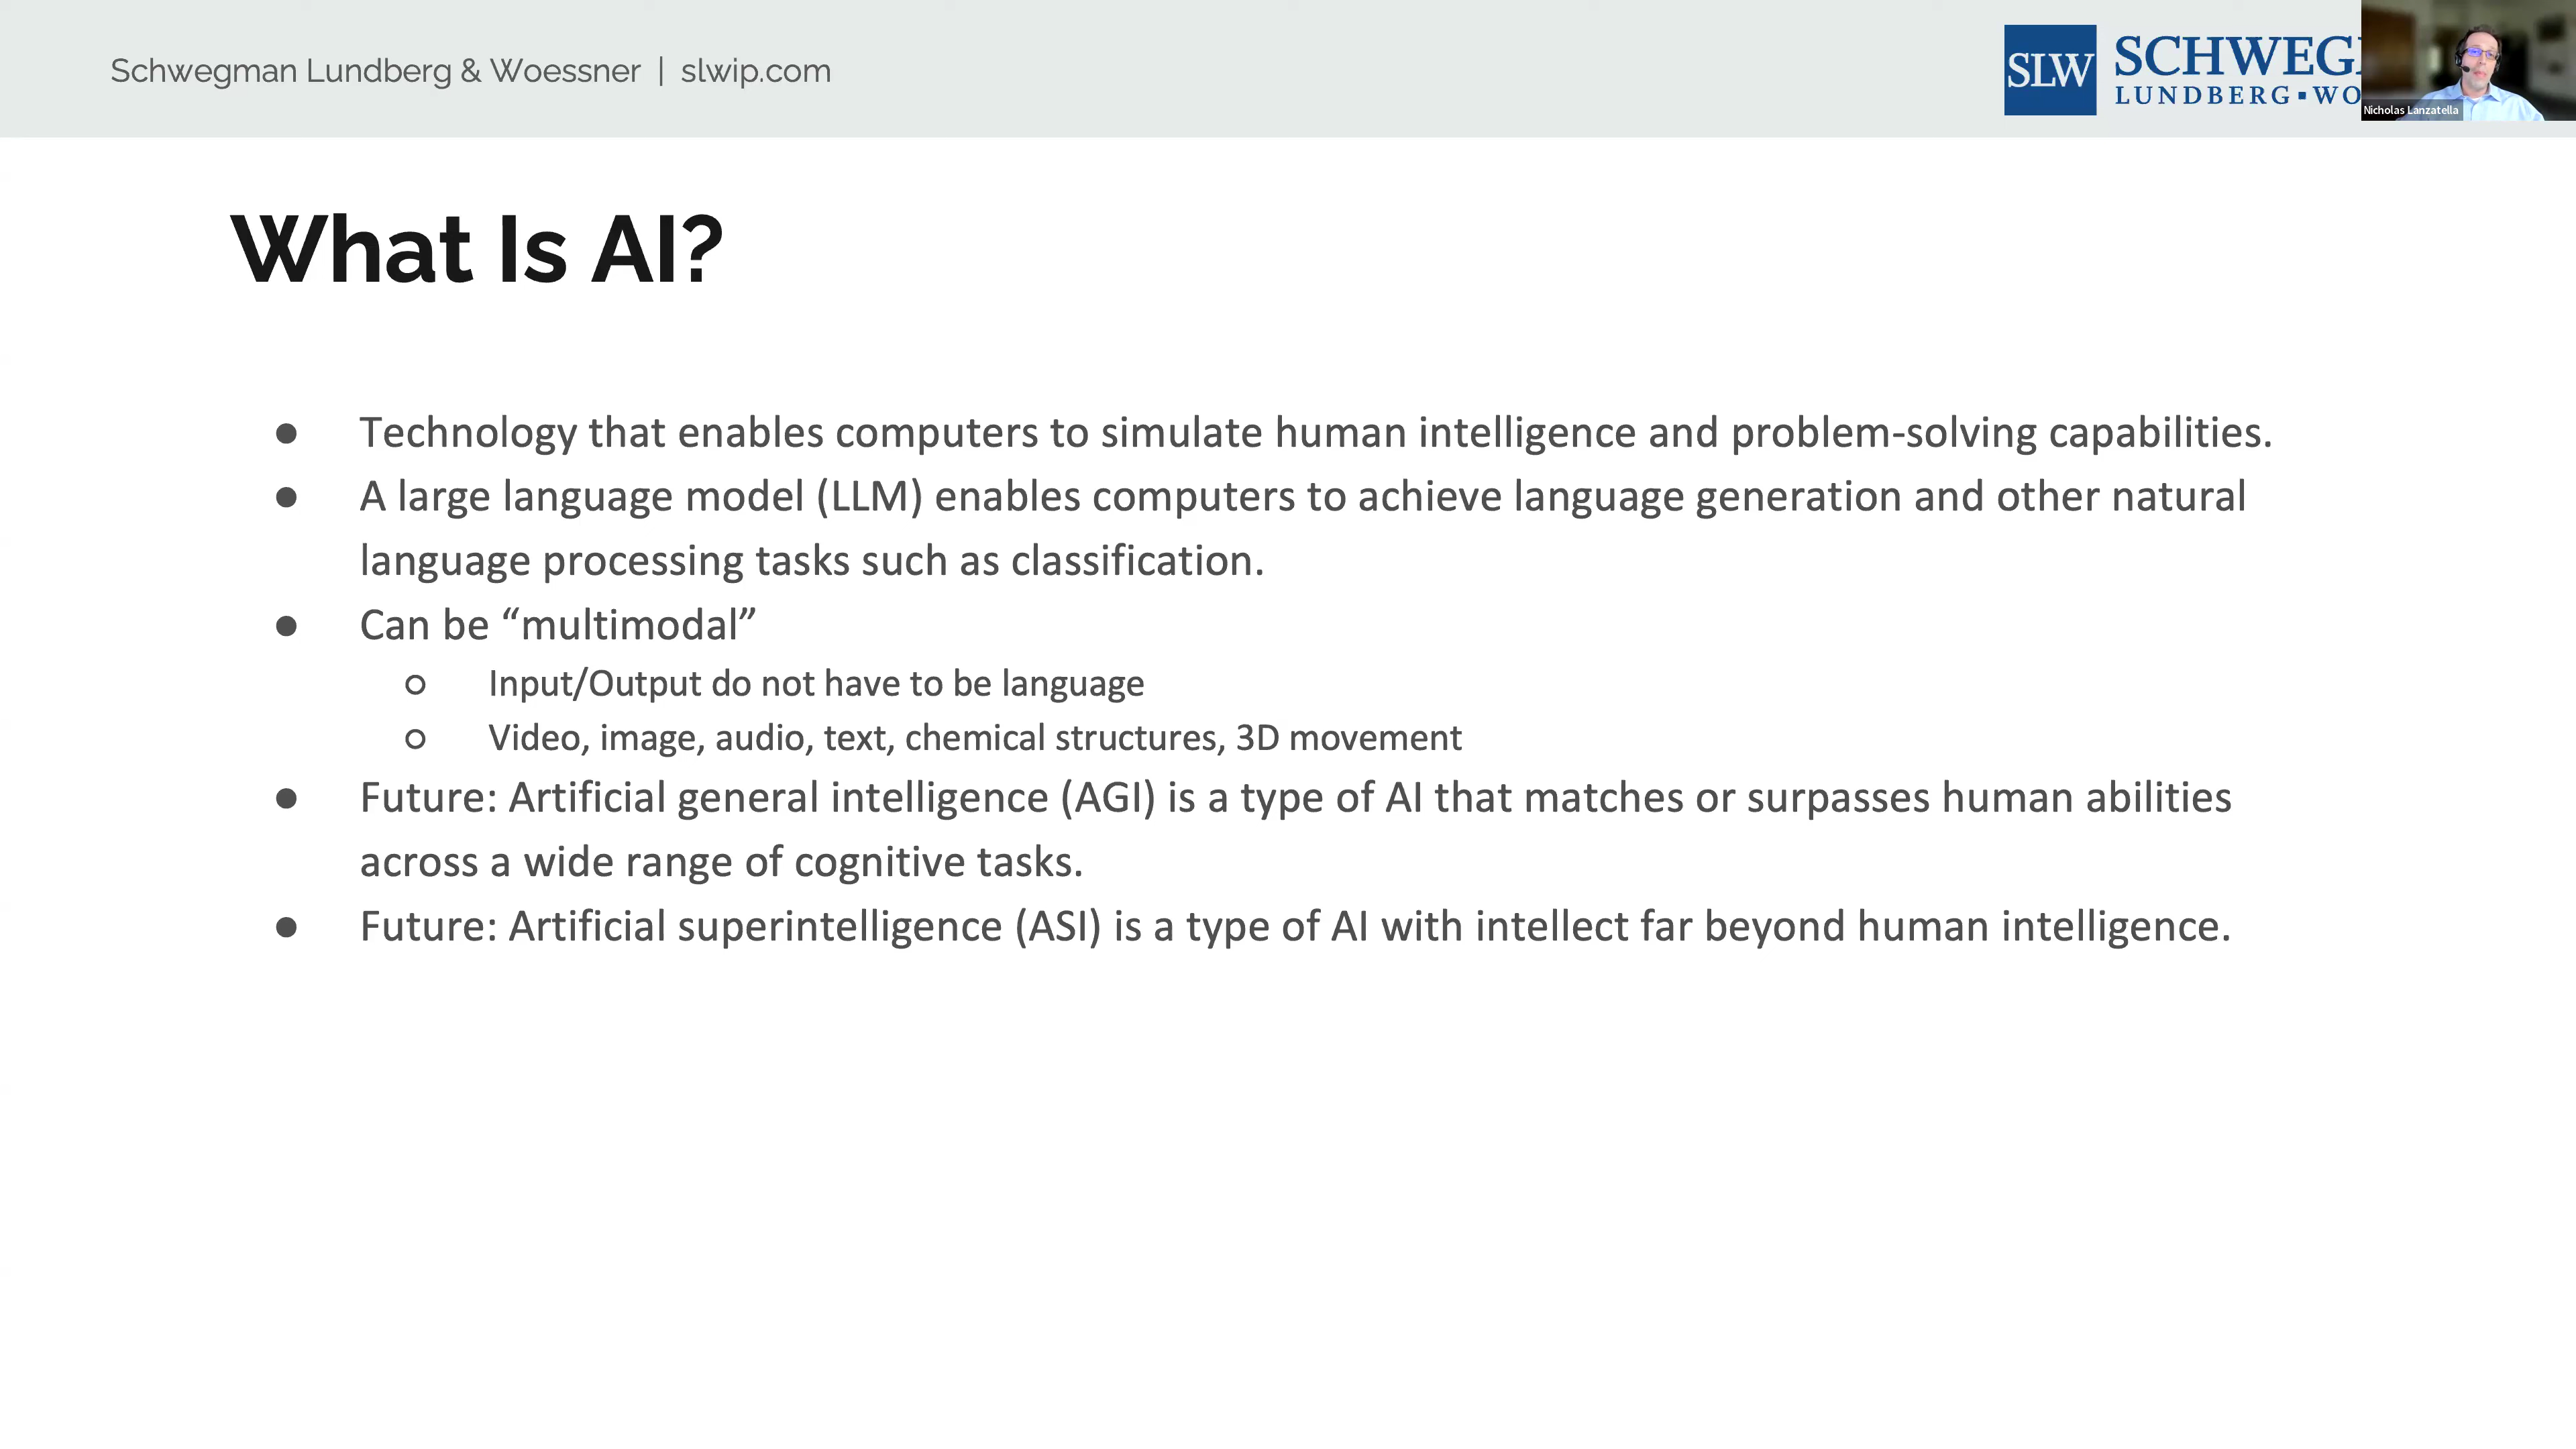 Schwegman Lundberg & Woessner | slwip.com
SLW
SCHWEG
LUNDBERG▪WO
Nicholas Lanzatella
What Is AI?
● Technology that enables computers to simulate human intelligence and problem-solving capabilities.
● A large language model (LLM) enables computers to achieve language generation and other natural
language processing tasks such as classification.
● Can be “multimodal”
○ Input/Output do not have to be language
○ Video, image, audio, text, chemical structures, 3D movement
● Future: Artificial general intelligence (AGI) is a type of AI that matches or surpasses human abilities
across a wide range of cognitive tasks.
● Future: Artificial superintelligence (ASI) is a type of AI with intellect far beyond human intelligence.